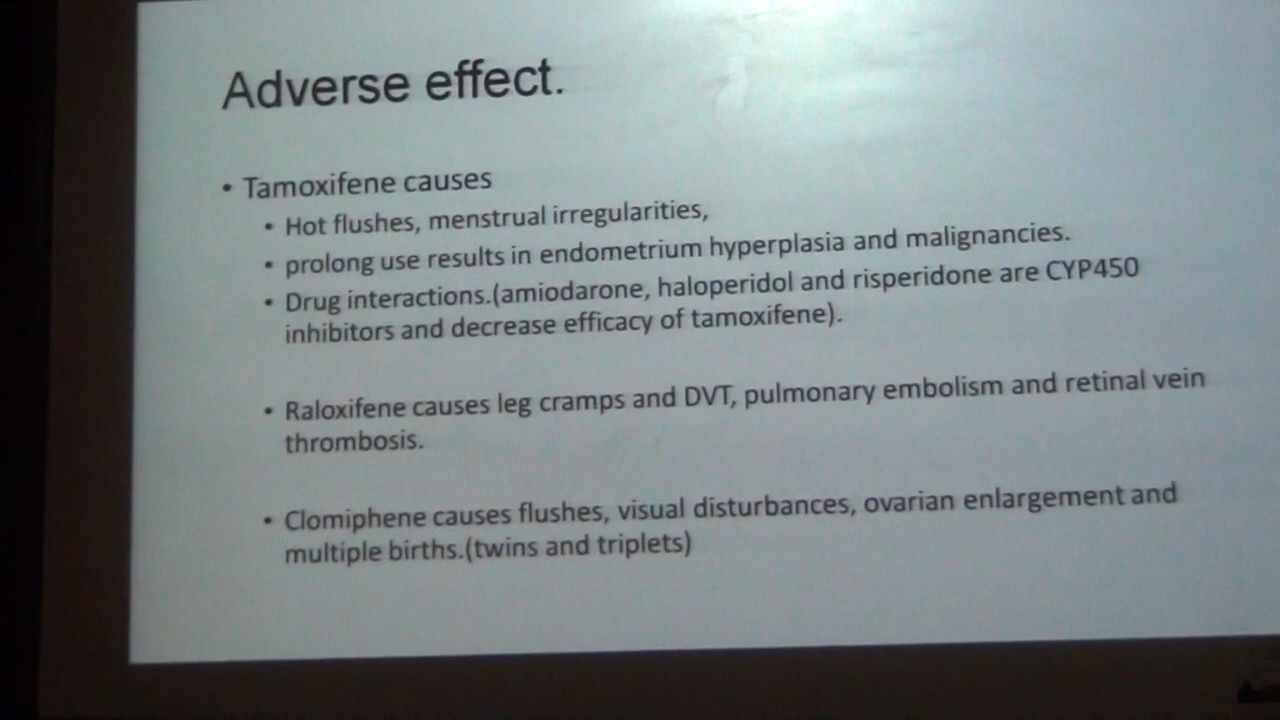 Adverse effect.
• Tamoxifene causes
• Hot flushes, menstrual irregularities,
• prolong use results in endometrium hyperplasia and malignancies.
• Drug interactions.(amiodarone, haloperidol and risperidone are CYP450
inhibitors and decrease efficacy of tamoxifene).
• Raloxifene causes leg cramps and DVT, pulmonary embolism and retinal vein
thrombosis.
• Clomiphene causes flushes, visual disturbances, ovarian enlargement and
multiple births.(twins and triplets)